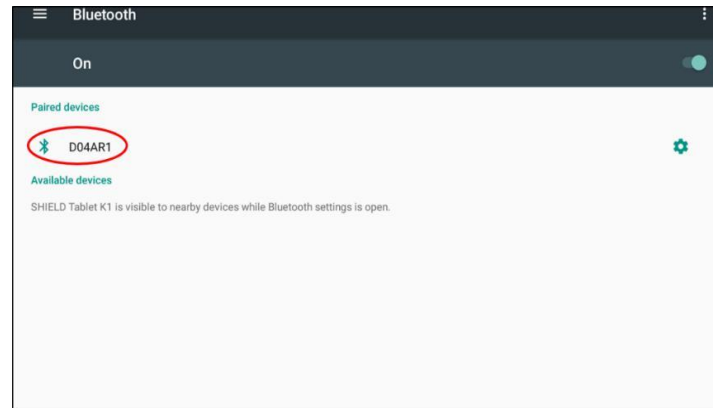 Bluetooth
On
Paired devices
D04AR1
Available devices
SHIELD Tablet K1 is visible to nearby devices while Bluetooth settings is open.